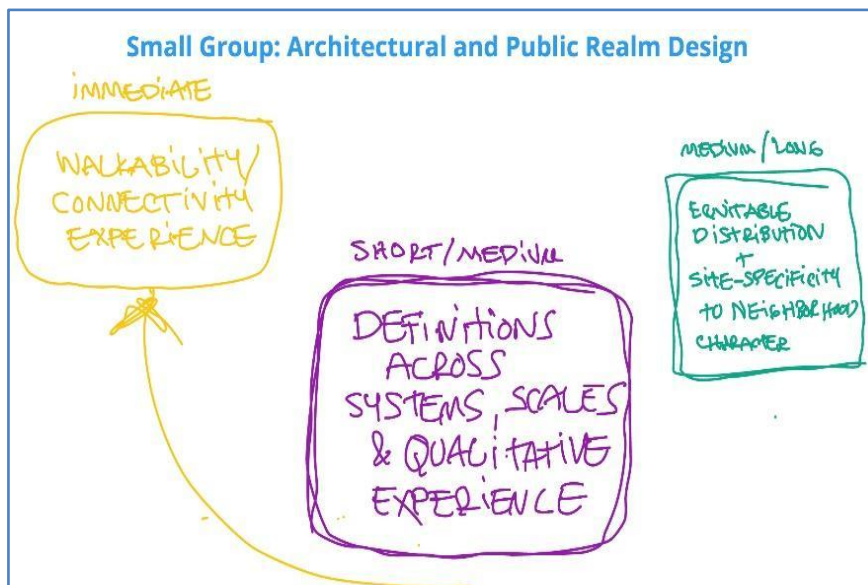 Small Group: Architectural and Public Realm Design
IMMEDIATE
WALKABILITY/
CONNECTIVITY
EXPERIENCE
SHORT/MEDIUM
DEFINITIONS
ACROSS
SYSTEMS, SCALES
& QUALITATIVE
EXPERIENCE
MEDIUM/LONG
EQUITABLE
DISTRIBUTION
+
SITE-SPECIFICITY
TO NEIGHBORHOOD
CHARACTER